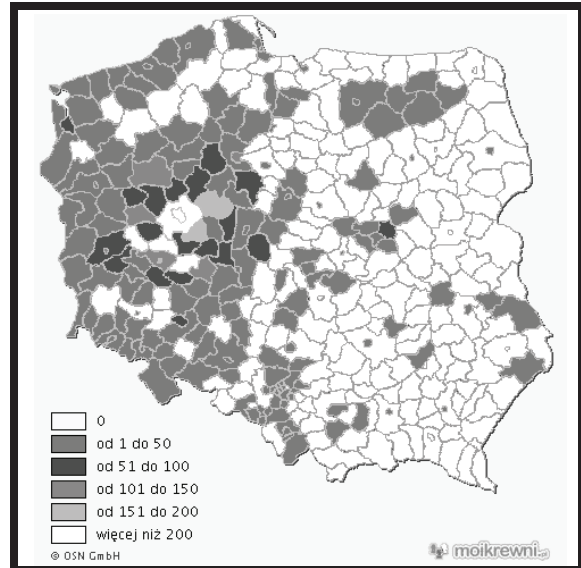 0
od 1 do 50
od 51 do 100
od 101 do 150
od 151 do 200
więcej niż 200
© OSN GmbH
moikrewni.pl